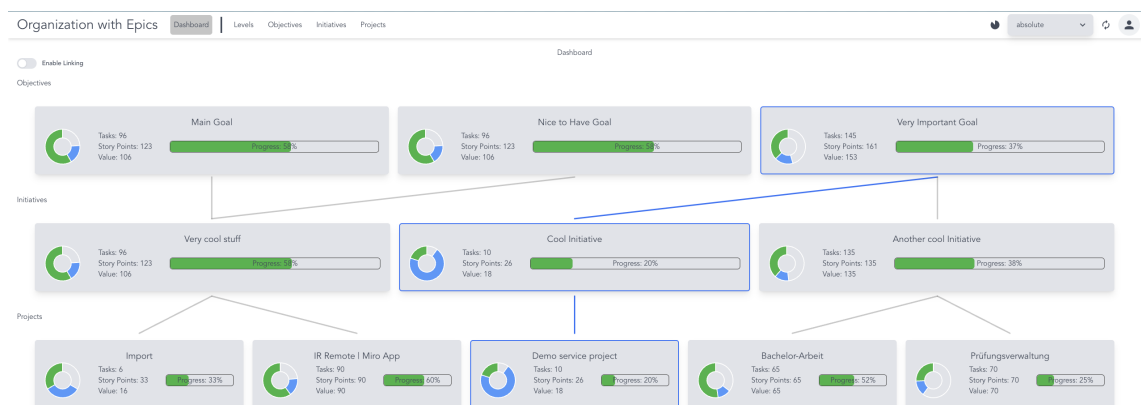 Organization with Epics Dashboard Levels Objectives Initiatives Projects absolute
Dashboard
Enable Linking
Objectives
Main Goal
Tasks: 96
Story Points: 123
Value: 106
Progress: 58%
Nice to Have Goal
Tasks: 96
Story Points: 123
Value: 106
Progress: 58%
Very Important Goal
Tasks: 145
Story Points: 161
Value: 153
Progress: 37%
Initiatives
Very cool stuff
Tasks: 96
Story Points: 123
Value: 106
Progress: 58%
Cool Initiative
Tasks: 10
Story Points: 26
Value: 18
Progress: 20%
Another cool Initiative
Tasks: 135
Story Points: 135
Value: 135
Progress: 38%
Projects
Import
Tasks: 6
Story Points: 33
Value: 16
Progress: 33%
IR Remote | Miro App
Tasks: 90
Story Points: 90
Value: 90
Progress: 60%
Demo service project
Tasks: 10
Story Points: 26
Value: 18
Progress: 20%
Bachelor-Arbeit
Tasks: 65
Story Points: 65
Value: 65
Progress: 52%
Prüfungsverwaltung
Tasks: 70
Story Points: 70
Value: 70
Progress: 25%